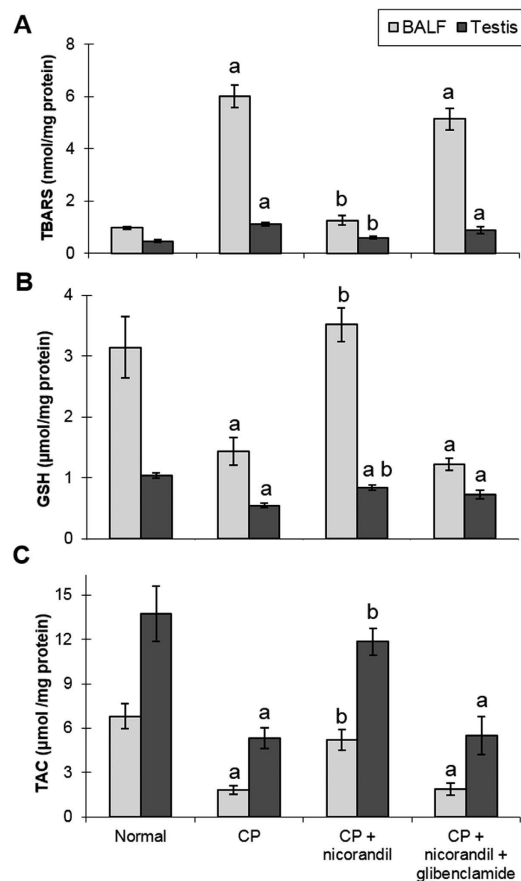 A
BALF Testis
8
6
4
2
0
TBARS (nmol/mg protein)
a
a
a
a
b
b
B
4
3
2
1
0
GSH (µmol/mg protein)
a
a
b
a b
a
a
C
15
12
9
6
3
0
TAC (µmol /mg protein)
a
a
b
b
a
a
Normal
CP
CP +
nicorandil
CP +
nicorandil +
glibenclamide